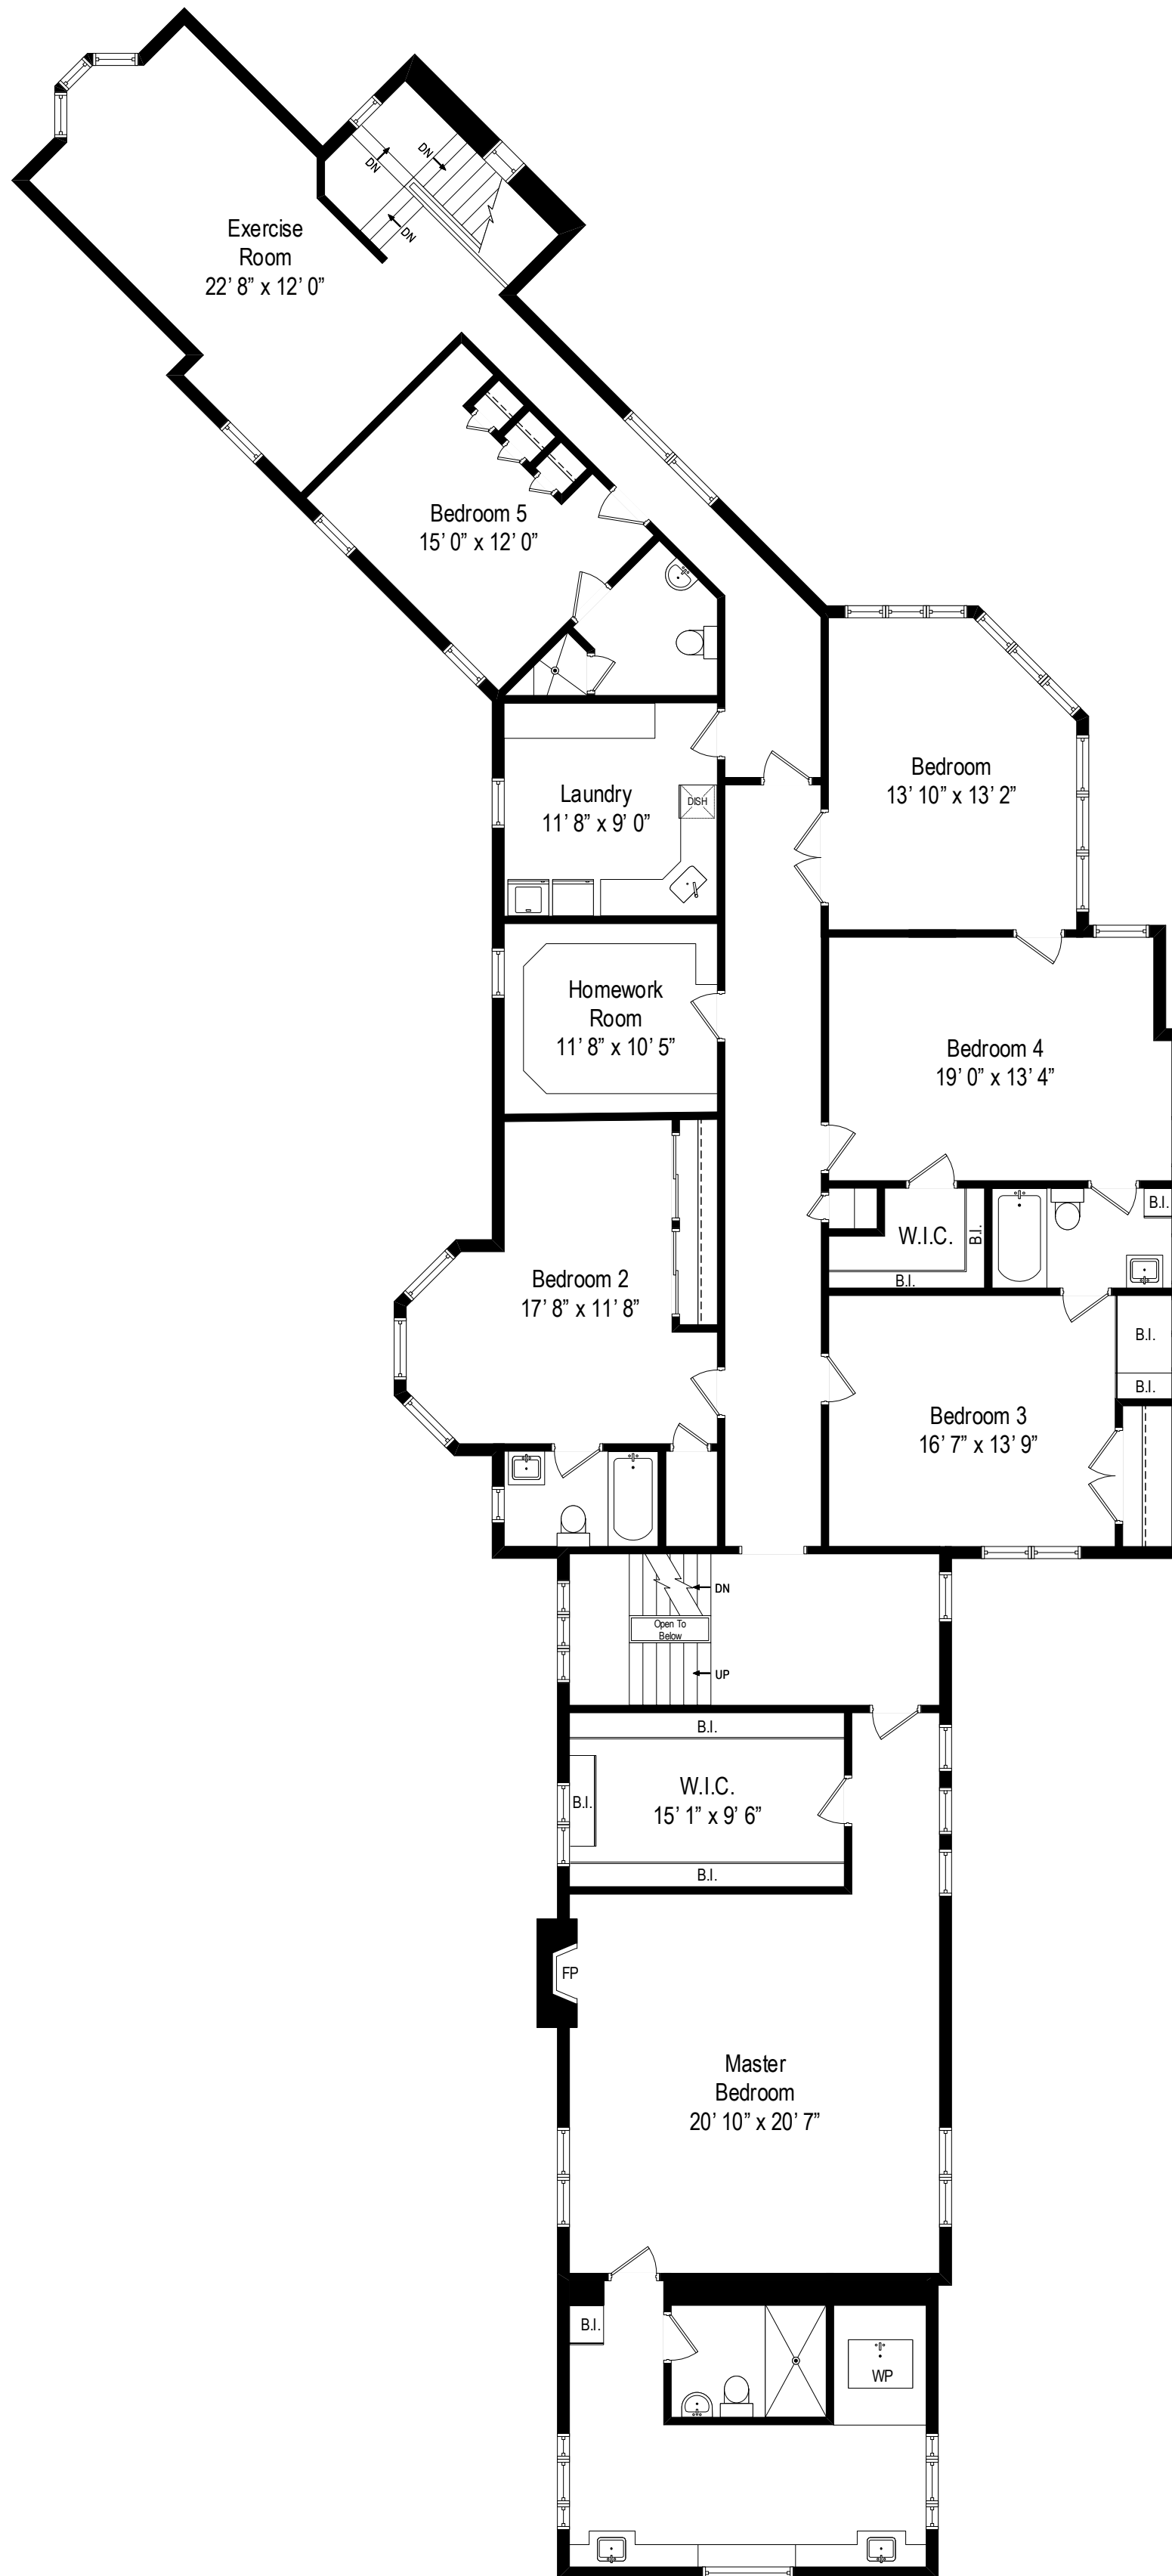 DN
DN
DN
Exercise
Room
22’ 8” x 12’ 0”
Bedroom 5
15’ 0” x 12’ 0”
Bedroom
13’ 10” x 13’ 2”
Laundry
11’ 8” x 9’ 0”
DISH
Homework
Room
11’ 8” x 10’ 5”
Bedroom 4
19’ 0” x 13’ 4”
W.I.C.
B.I.
B.I.
B.I.
Bedroom 2
17’ 8” x 11’ 8”
B.I.
B.I.
Bedroom 3
16’ 7” x 13’ 9”
DN
Open To
Below
UP
B.I.
W.I.C.
15’ 1” x 9’ 6”
B.I.
B.I.
FP
Master
Bedroom
20’ 10” x 20’ 7”
B.I.
WP